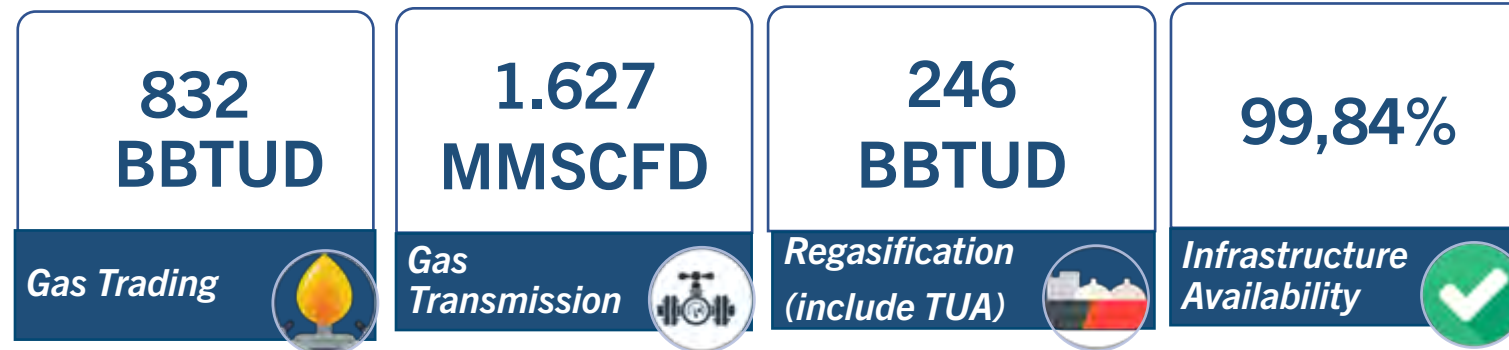 832
BBTUD
Gas Trading
1.627
MMSCFD
Gas
Transmission
246
BBTUD
Regasification
(include TUA)
99,84%
Infrastructure
Availability